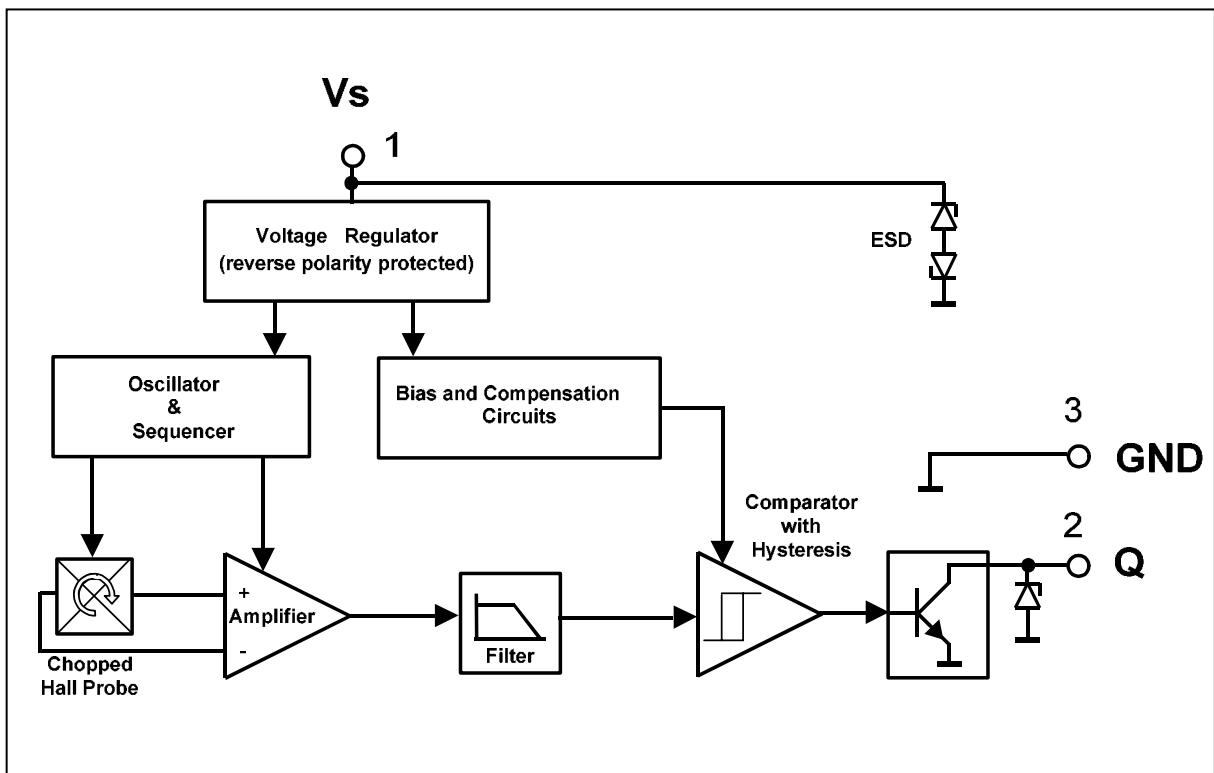 Vs
1
Voltage Regulator
(reverse polarity protected)
ESD
Oscillator
&
Sequencer
Bias and Compensation
Circuits
3
GND
Comparator
with
Hysteresis
2
Q
+
Amplifier
-
Filter
Chopped
Hall Probe